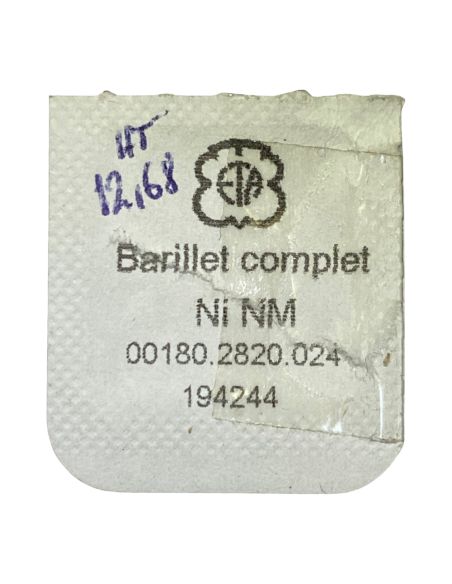 HT
12,68
ETA
Barillet complet
Ni NM
00180.2820.024
194244